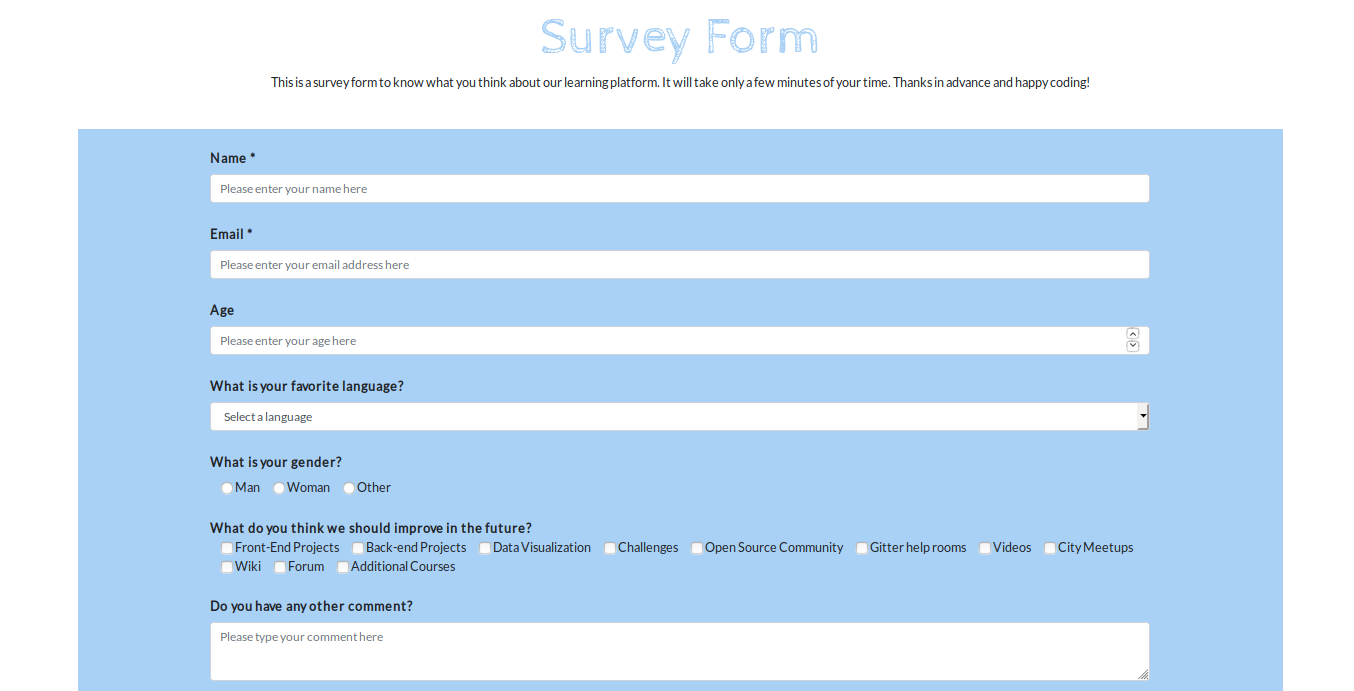 Survey Form
This is a survey form to know what you think about our learning platform. It will take only a few minutes of your time. Thanks in advance and happy coding!
Name *
Please enter your name here
Email *
Please enter your email address here
Age
Please enter your age here
What is your favorite language?
Select a language
What is your gender?
Man Woman Other
What do you think we should improve in the future?
Front-End Projects Back-end Projects Data Visualization Challenges Open Source Community Gitter help rooms Videos City Meetups
Wiki Forum Additional Courses
Do you have any other comment?
Please type your comment here